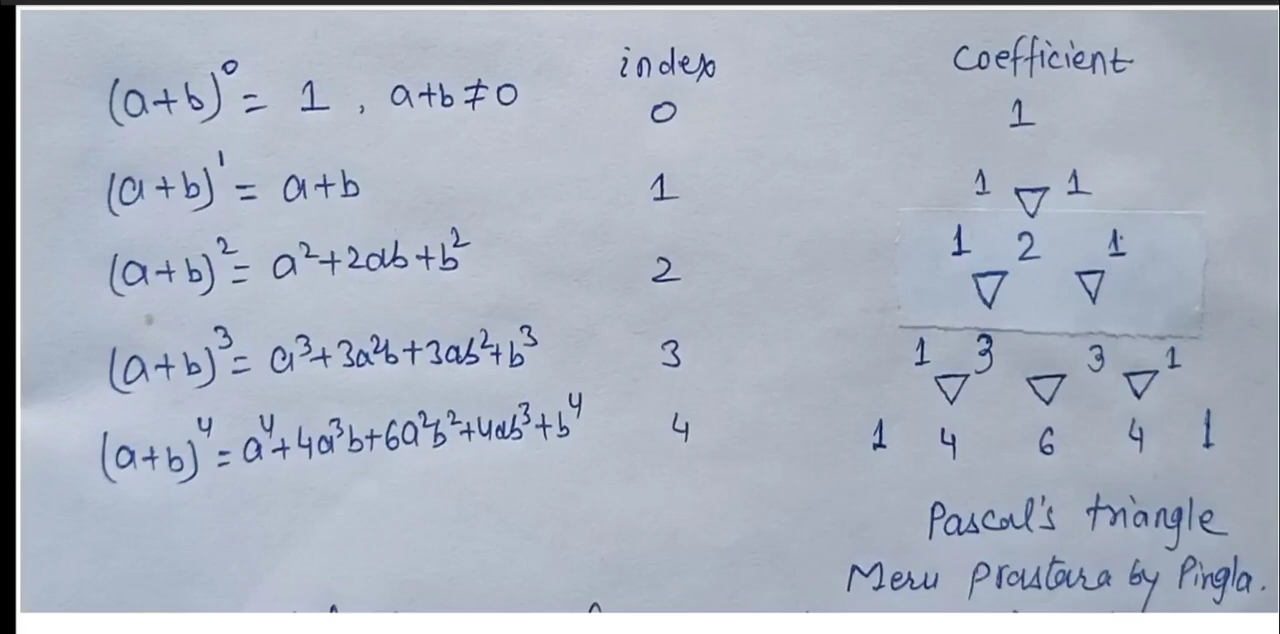 index coefficient
(a+b)⁰ = 1 , a+b≠0 0 1
(a+b)¹ = a+b 1 1 ▽ 1
(a+b)² = a²+2ab+b² 2 1 2 1
▽ ▽
(a+b)³ = a³+3a²b+3ab²+b³ 3 1 3 3 1
▽ ▽ ▽
(a+b)⁴ = a⁴+4a³b+6a²b²+4ab³+b⁴ 4 1 4 6 4 1
Pascal's triangle
Meru prastara by Pingla.